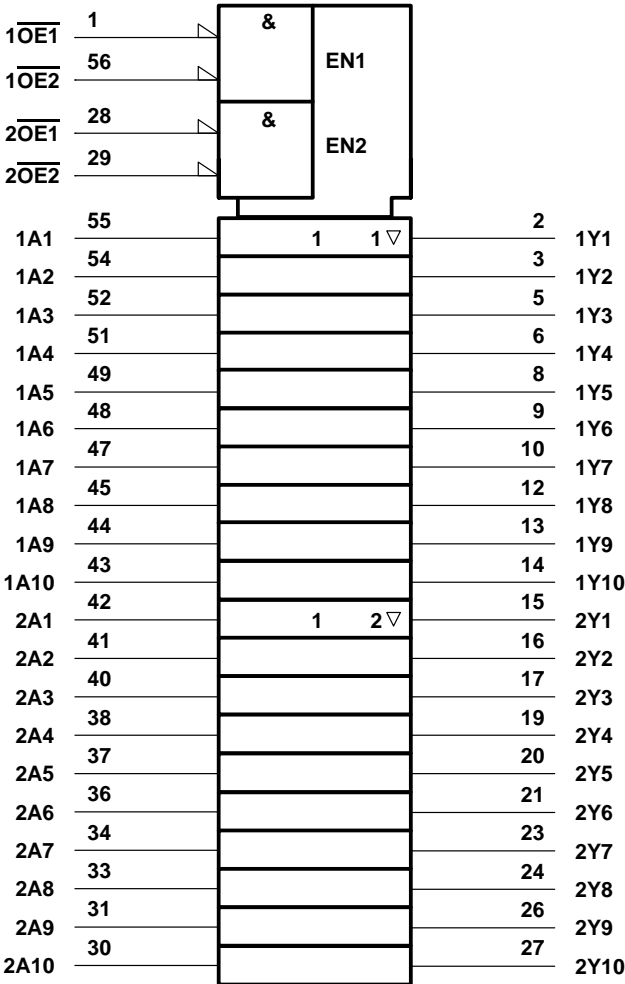 1OE1 1 &
1OE2 56 EN1
2OE1 28 &
2OE2 29 EN2
1A1 55 1 1 ▽ 2 1Y1
1A2 54 3 1Y2
1A3 52 5 1Y3
1A4 51 6 1Y4
1A5 49 8 1Y5
1A6 48 9 1Y6
1A7 47 10 1Y7
1A8 45 12 1Y8
1A9 44 13 1Y9
1A10 43 14 1Y10
2A1 42 1 2 ▽ 15 2Y1
2A2 41 16 2Y2
2A3 40 17 2Y3
2A4 38 19 2Y4
2A5 37 20 2Y5
2A6 36 21 2Y6
2A7 34 23 2Y7
2A8 33 24 2Y8
2A9 31 26 2Y9
2A10 30 27 2Y10